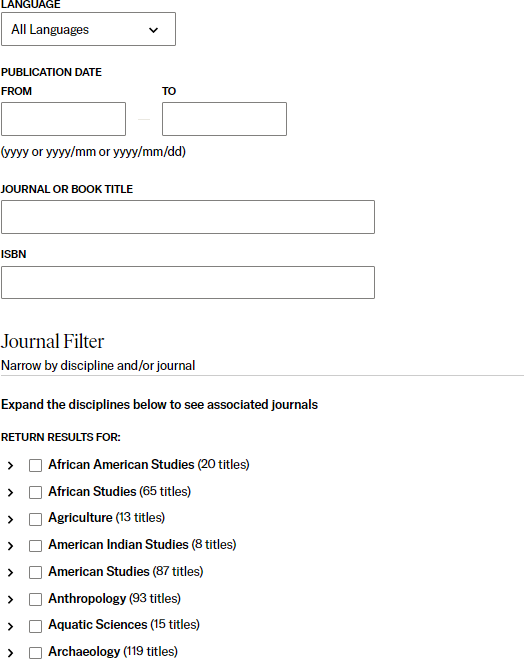 LANGUAGE
All Languages
PUBLICATION DATE
FROM TO
(yyyy or yyyy/mm or yyyy/mm/dd)
JOURNAL OR BOOK TITLE
ISBN
Journal Filter
Narrow by discipline and/or journal
Expand the disciplines below to see associated journals
RETURN RESULTS FOR:
African American Studies (20 titles)
African Studies (65 titles)
Agriculture (13 titles)
American Indian Studies (8 titles)
American Studies (87 titles)
Anthropology (93 titles)
Aquatic Sciences (15 titles)
Archaeology (119 titles)